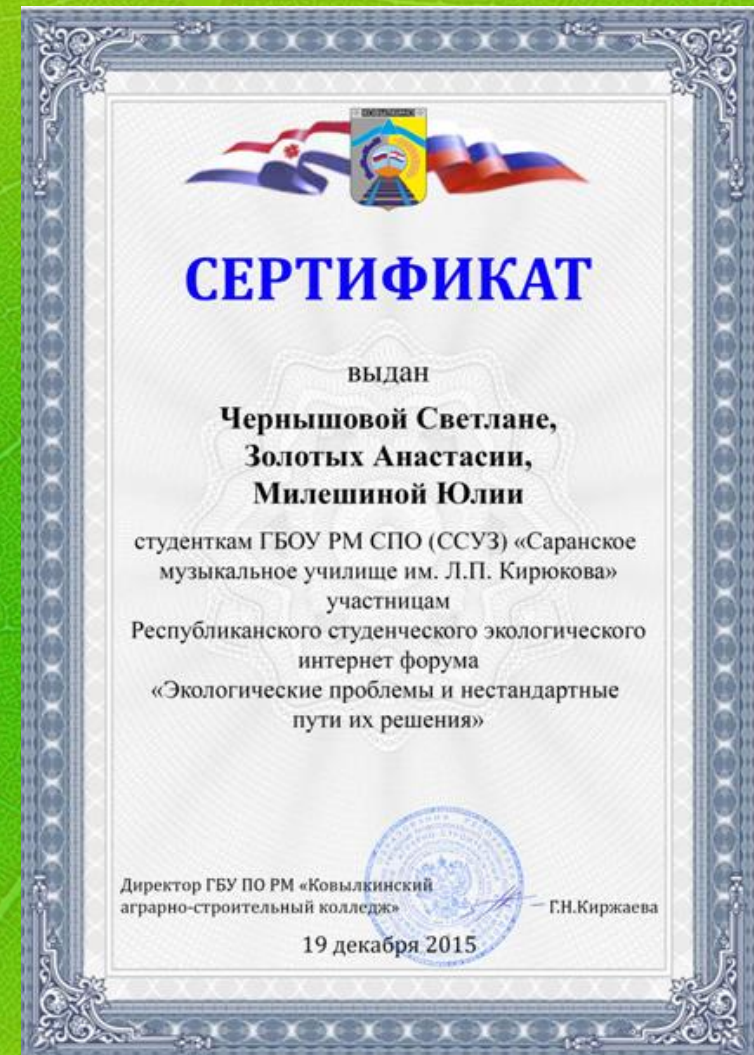 СЕРТИФИКАТ
выдан
Чернышовой Светлане,
Золотых Анастасии,
Милешиной Юлии
студенткам ГБОУ РМ СПО (ССУЗ) «Саранское
музыкальное училище им. Л.П. Кирюкова»
участницам
Республиканского студенческого экологического
интернет форума
«Экологические проблемы и нестандартные
пути их решения»
Директор ГБУ ПО РМ «Ковылкинский
аграрно-строительный колледж»
Г.Н.Киржаева
19 декабря 2015